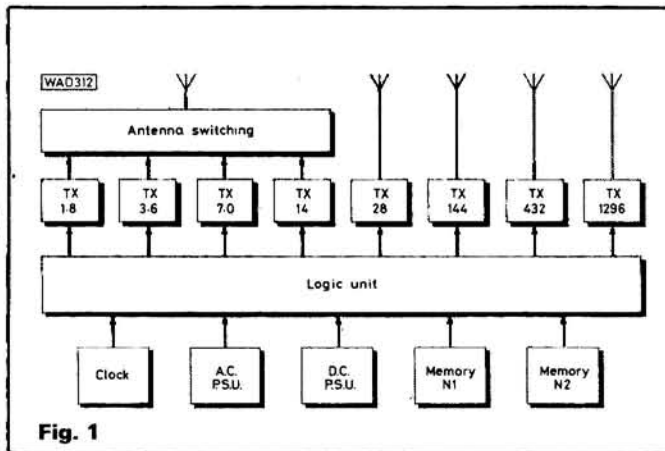 WAD312
Antenna switching
TX
1·8
TX
3·6
TX
7·0
TX
14
TX
28
TX
144
TX
432
TX
1296
Logic unit
Clock
A.C.
P.S.U.
D.C.
P.S.U.
Memory
N1
Memory
N2
Fig. 1